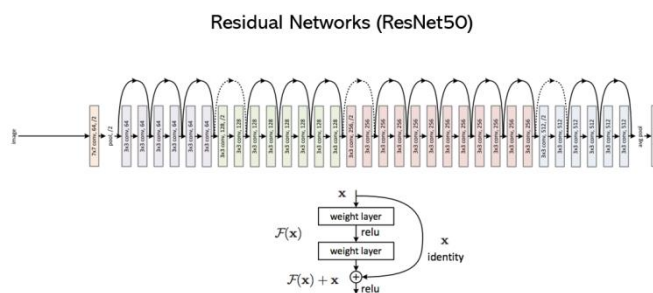 Residual Networks (ResNet50)
image
7x7 conv, 64, /2
pool, /2
3x3 conv, 64
3x3 conv, 64
3x3 conv, 64
3x3 conv, 64
3x3 conv, 64
3x3 conv, 64
3x3 conv, 128, /2
3x3 conv, 128
3x3 conv, 128
3x3 conv, 128
3x3 conv, 128
3x3 conv, 128
3x3 conv, 128
3x3 conv, 128
3x3 conv, 256, /2
3x3 conv, 256
3x3 conv, 256
3x3 conv, 256
3x3 conv, 256
3x3 conv, 256
3x3 conv, 256
3x3 conv, 256
3x3 conv, 256
3x3 conv, 256
3x3 conv, 256
3x3 conv, 256
3x3 conv, 512, /2
3x3 conv, 512
3x3 conv, 512
3x3 conv, 512
3x3 conv, 512
3x3 conv, 512
avg pool
x
weight layer
F(x)
relu
x
weight layer
identity
F(x) + x
relu